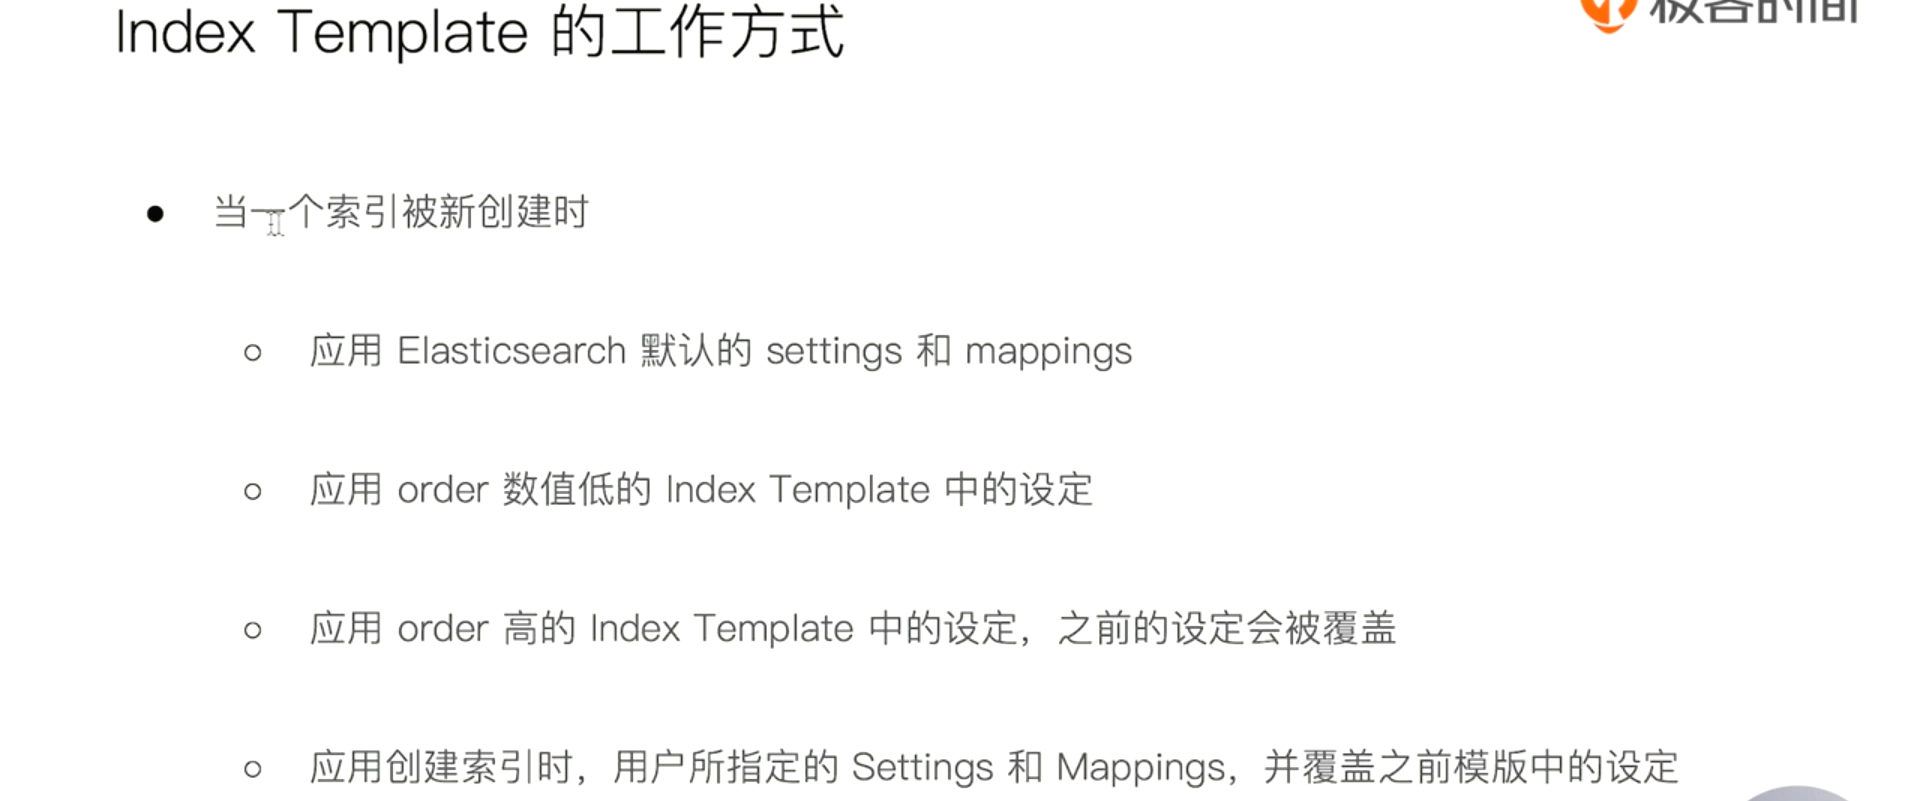 Index Template 的工作方式
极客时间
当一个索引被新创建时
应用 Elasticsearch 默认的 settings 和 mappings
应用 order 数值低的 Index Template 中的设定
应用 order 高的 Index Template 中的设定，之前的设定会被覆盖
应用创建索引时，用户所指定的 Settings 和 Mappings，并覆盖之前模版中的设定